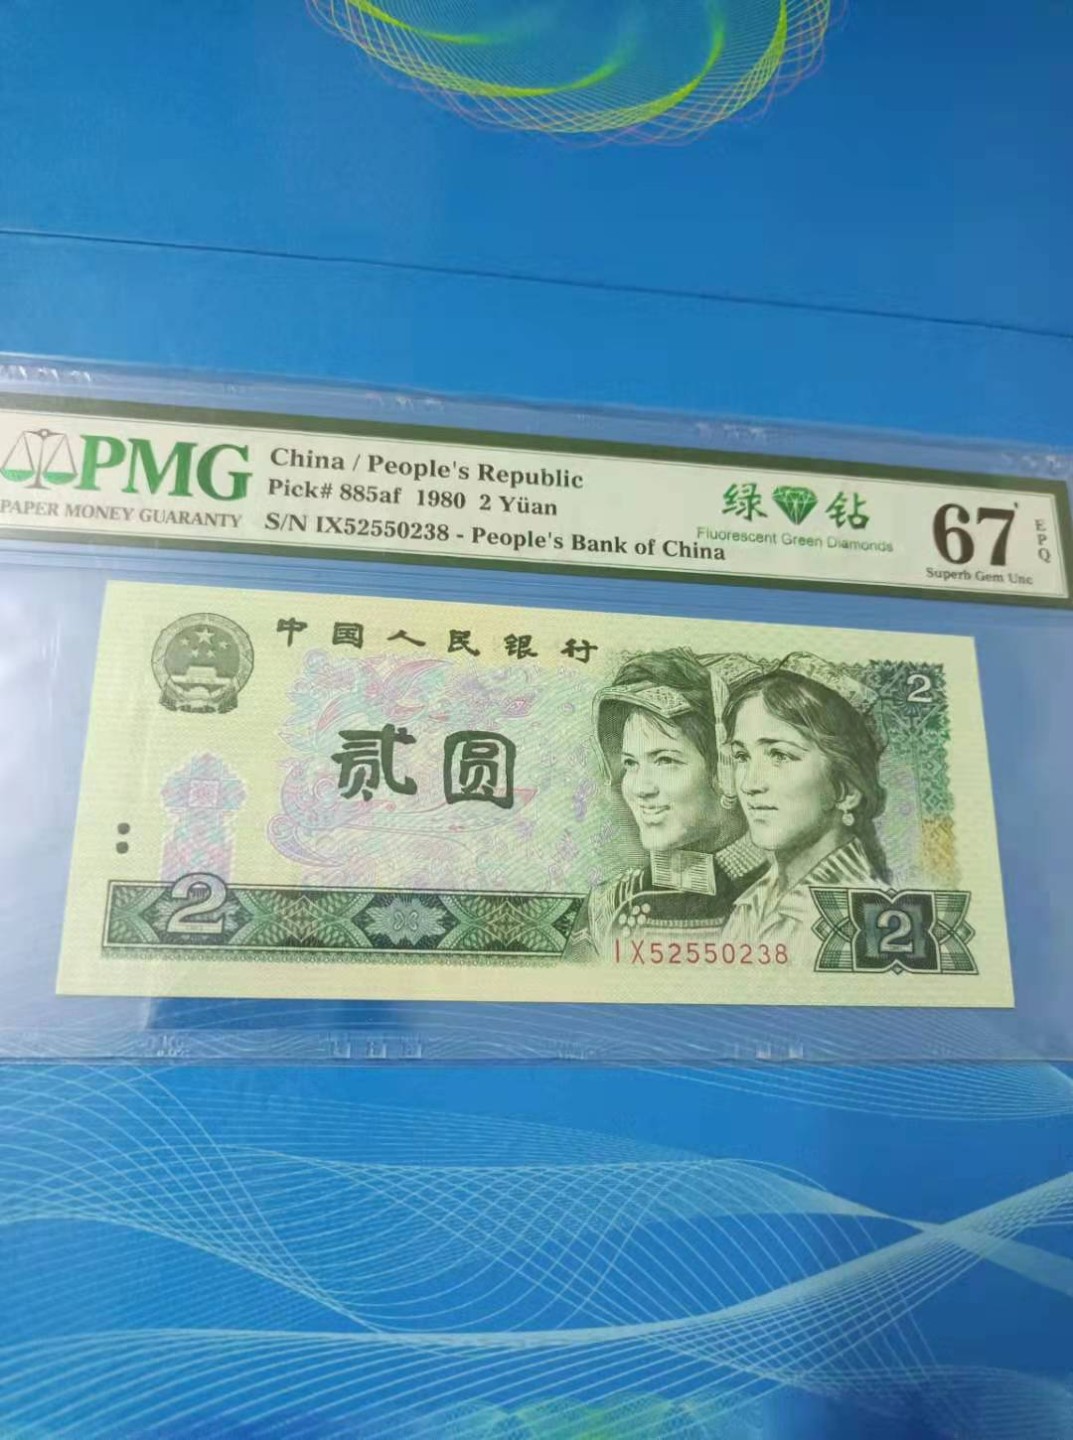 PMG
PAPER MONEY GUARANTY
China / People's Republic
Pick# 885af 1980 2 Yüan
S/N IX52550238 - People's Bank of China
绿钻
Fluorescent Green Diamonds
67
EPQ
Superb Gem Unc
中国人民银行
2
贰圆
2
IX52550238
2